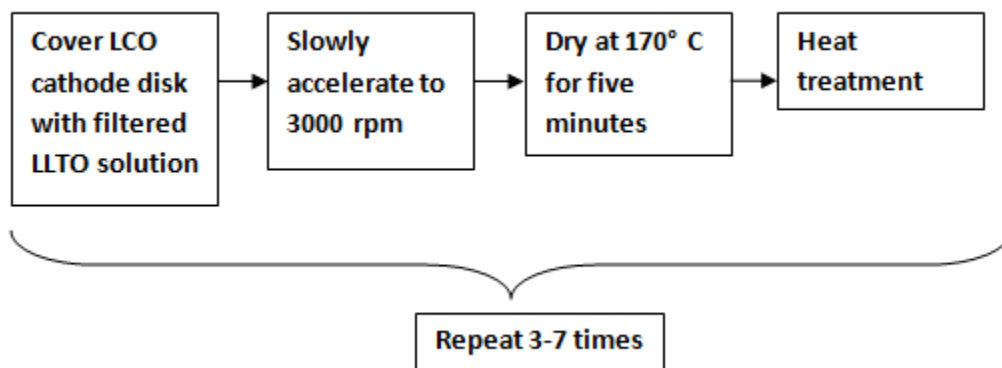 Cover LCO
cathode disk
with filtered
LLTO solution
Slowly
accelerate to
3000 rpm
Dry at 170° C
for five
minutes
Heat
treatment
Repeat 3-7 times